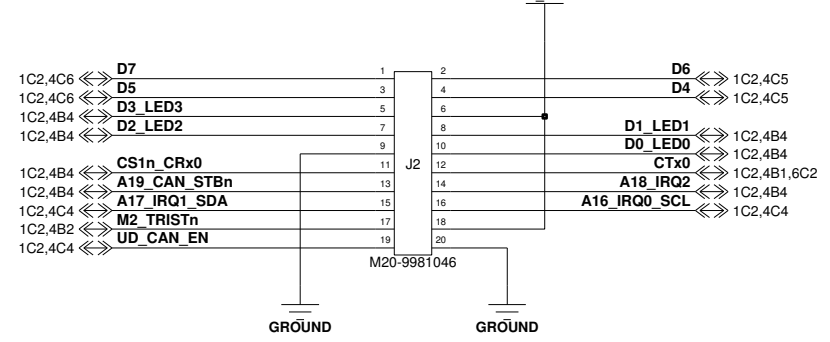 D7 1 2 D6
1C2,4C6 1C2,4C5
D5 3 4 D4
1C2,4C6 1C2,4C5
D3_LED3 5 6
1C2,4B4
D2_LED2 7 8 D1_LED1
1C2,4B4 1C2,4B4
9 10 D0_LED0
1C2,4B4
CS1n_CRx0 11 J2 12 CTx0
1C2,4B4 1C2,4B1,6C2
A19_CAN_STBn 13 14 A18_IRQ2
1C2,4B4 1C2,4B4
A17_IRQ1_SDA 15 16 A16_IRQ0_SCL
1C2,4C4 1C2,4C4
M2_TRISTn 17 18
1C2,4B2
UD_CAN_EN 19 20
1C2,4C4
M20-9981046
GROUND GROUND